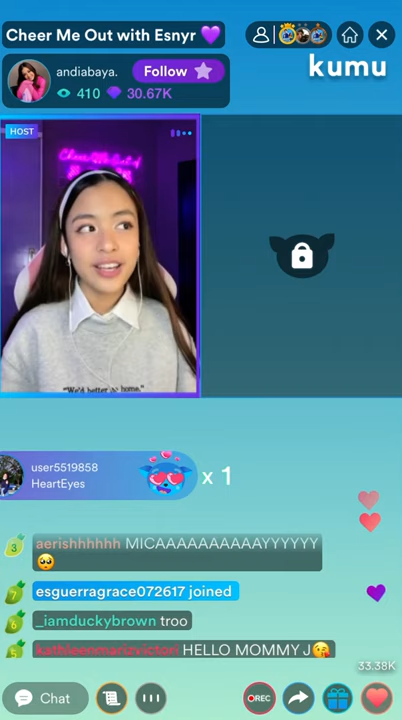 Cheer Me Out with Esnyr 💜
kumu
andiabaya.
Follow
410
30.67K
HOST
"We'd better home."
user5519858
HeartEyes
x 1
3
aerishhhhhh MICAAAAAAAAAAYYYYYY
🥺
7
esguerragrace072617 joined
6
_iamduckybrown troo
5
kathleenmarizvictori HELLO MOMMY J😘
33.38K
Chat
REC